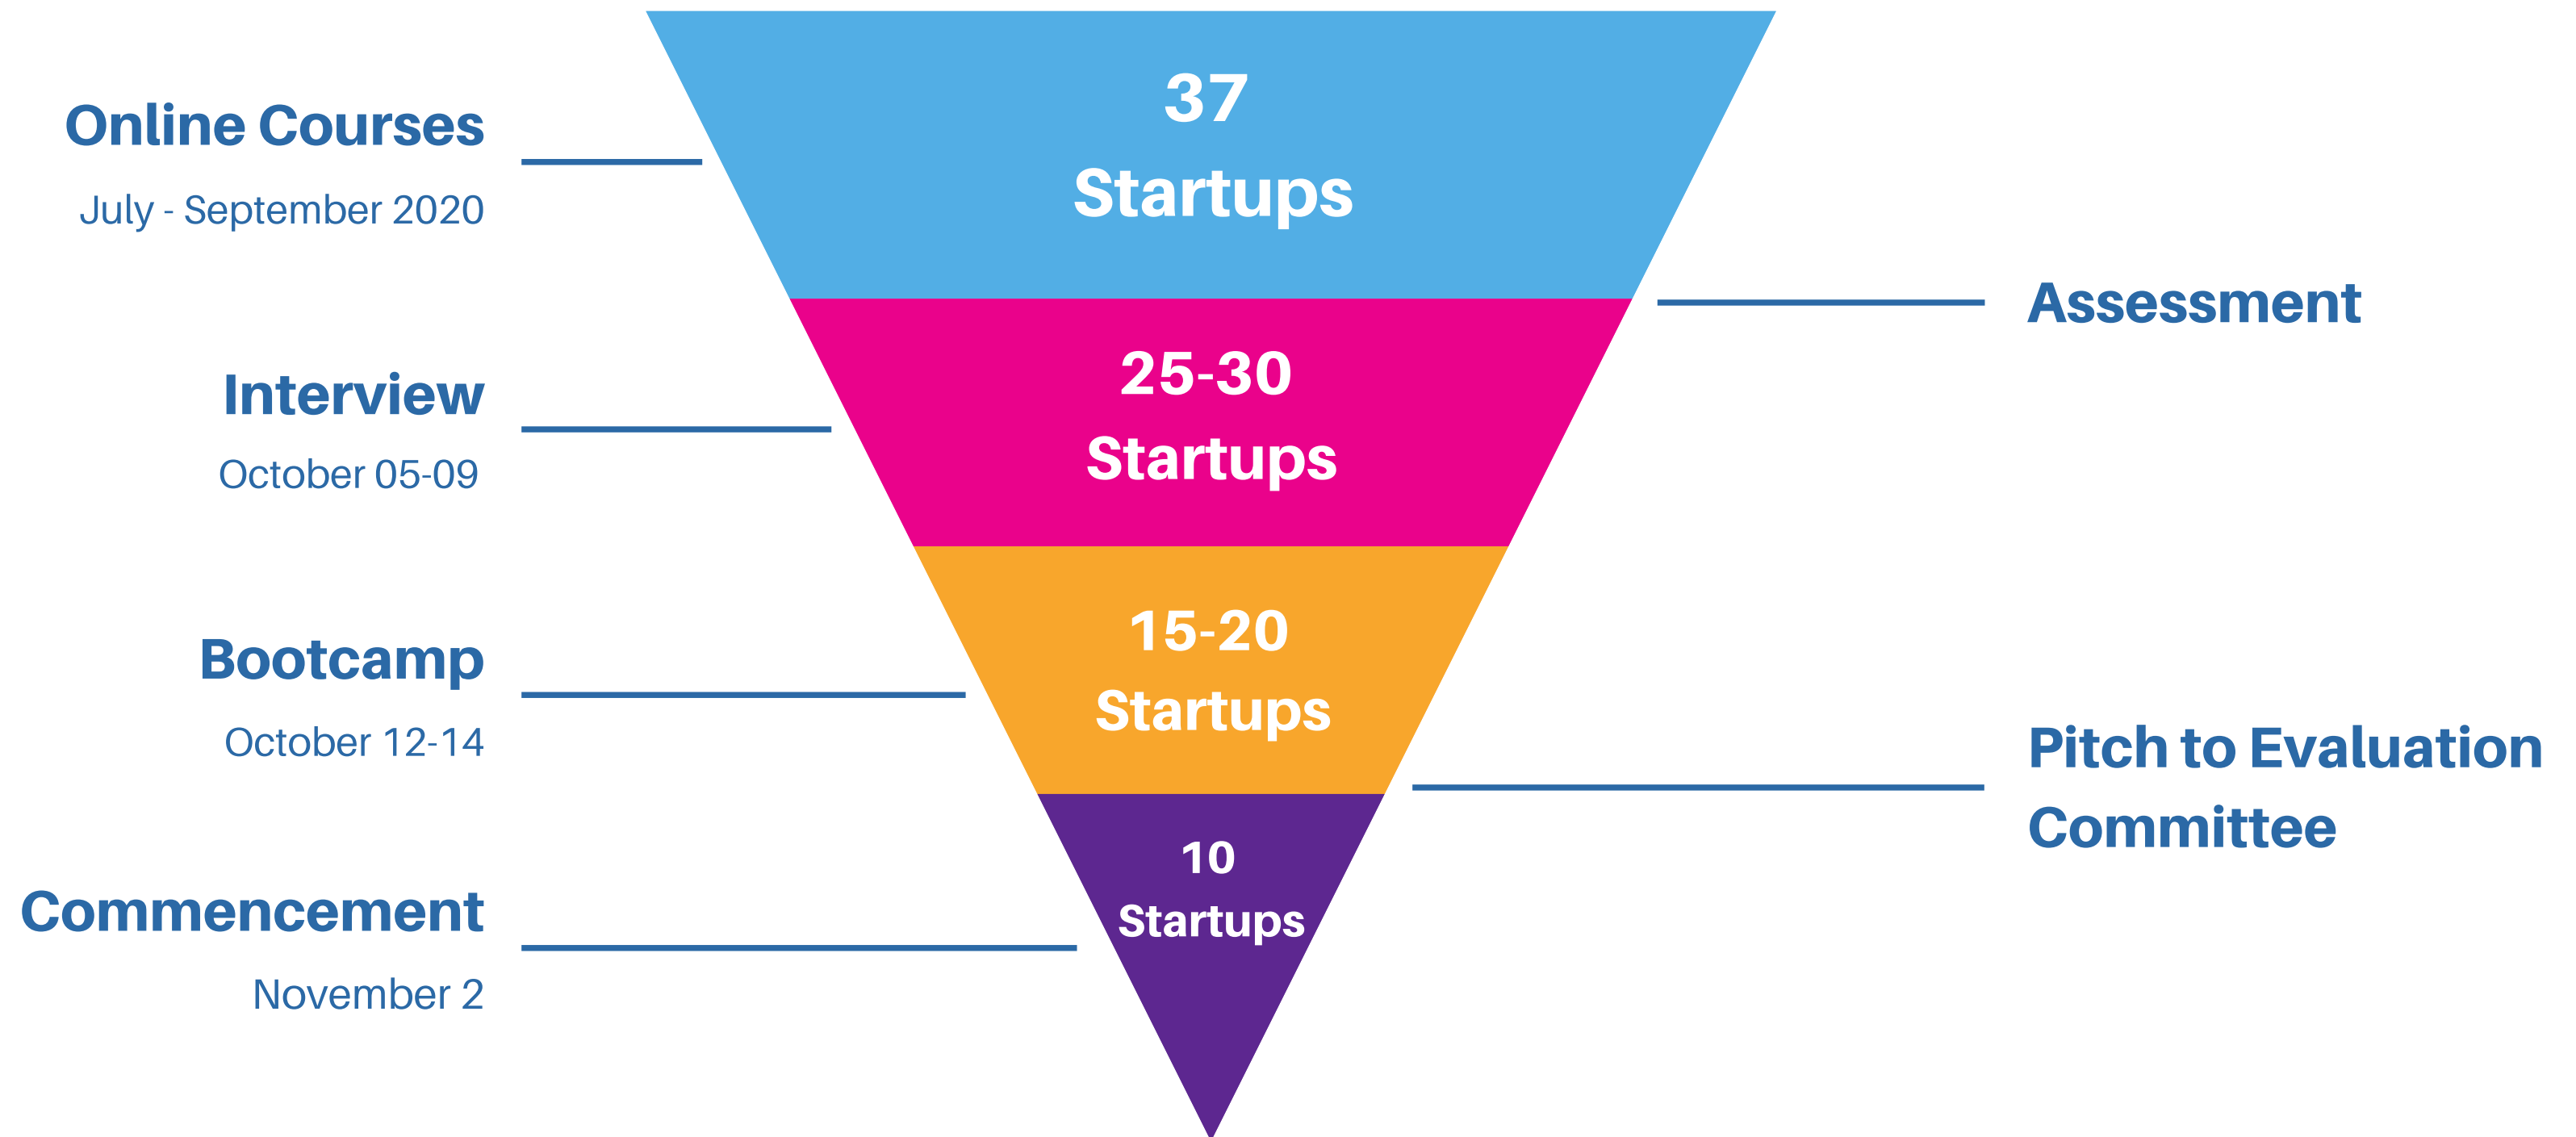 Online Courses
July - September 2020
37
Startups
Assessment
Interview
October 05-09
25-30
Startups
Bootcamp
October 12-14
15-20
Startups
Pitch to Evaluation
Committee
Commencement
November 2
10
Startups